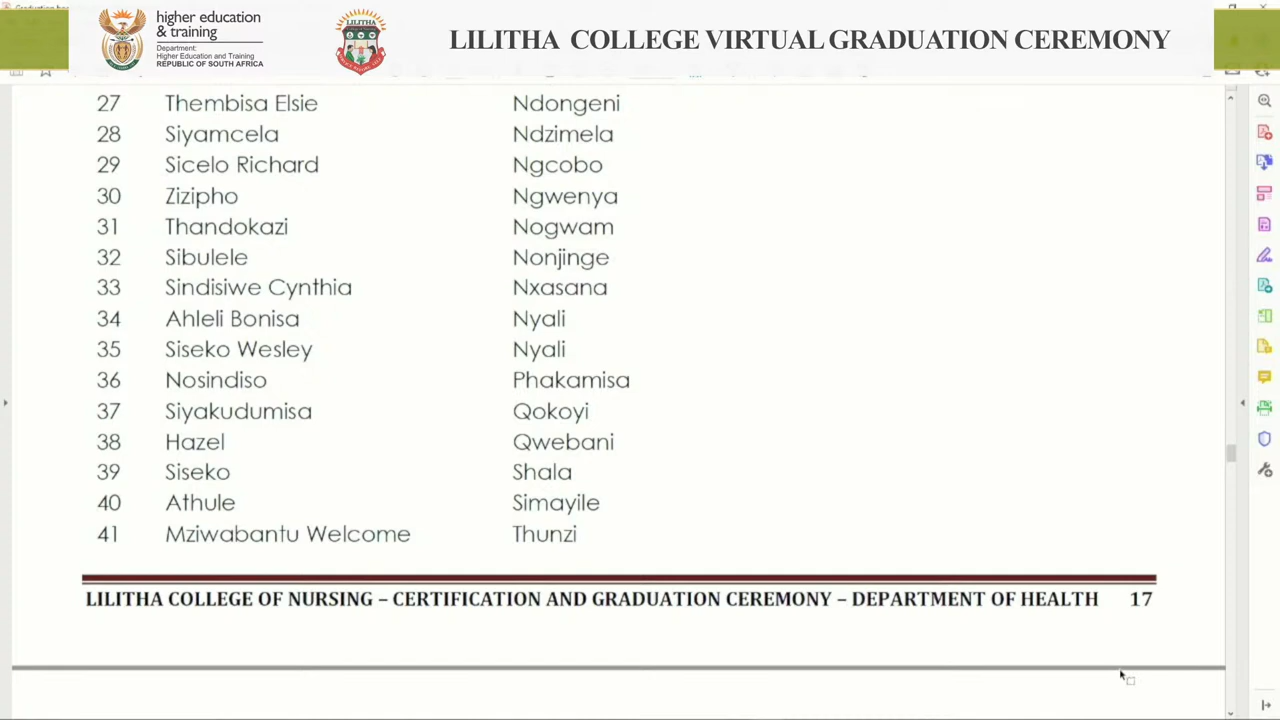 higher education
& training
Department:
Higher Education and Training
REPUBLIC OF SOUTH AFRICA
LILITHA
LILITHA COLLEGE VIRTUAL GRADUATION CEREMONY
27 Thembisa Elsie Ndongeni
28 Siyamcela Ndzimela
29 Sicelo Richard Ngcobo
30 Zizipho Ngwenya
31 Thandokazi Nogwam
32 Sibulele Nonjinge
33 Sindisiwe Cynthia Nxasana
34 Ahleli Bonisa Nyali
35 Siseko Wesley Nyali
36 Nosindiso Phakamisa
37 Siyakudumisa Qokoyi
38 Hazel Qwebani
39 Siseko Shala
40 Athule Simayile
41 Mziwabantu Welcome Thunzi
LILITHA COLLEGE OF NURSING – CERTIFICATION AND GRADUATION CEREMONY – DEPARTMENT OF HEALTH 17